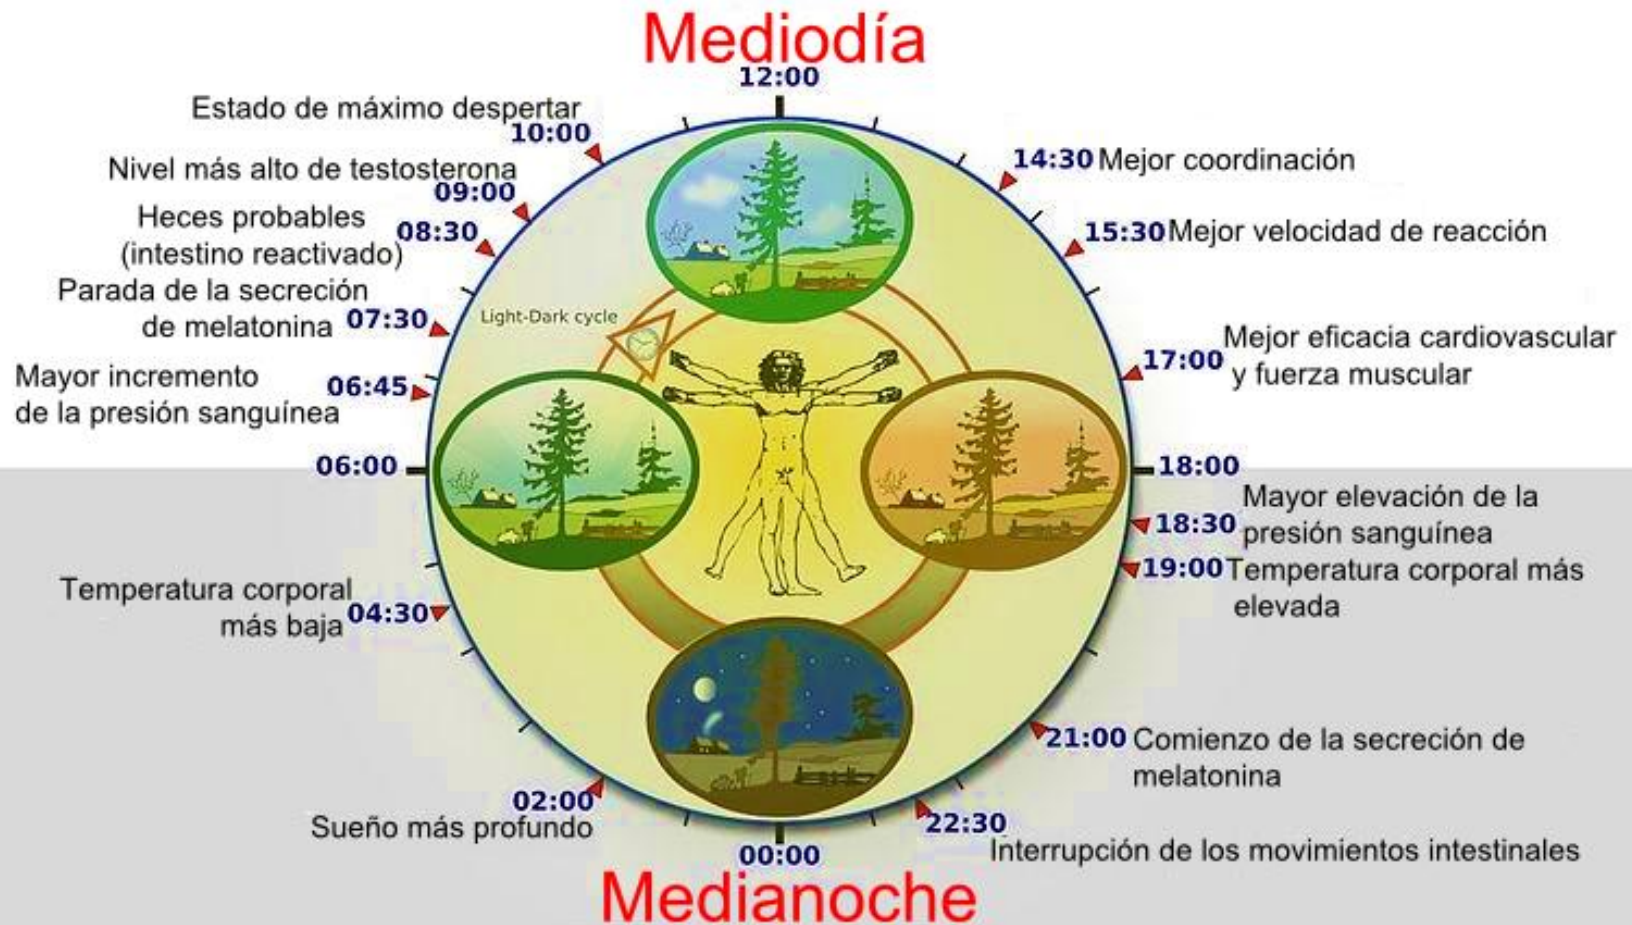 Mediodía
12:00
Estado de máximo despertar
10:00
Nivel más alto de testosterona
09:00
Heces probables
(intestino reactivado)
08:30
Parada de la secreción
de melatonina
07:30
Mayor incremento
de la presión sanguínea
06:45
06:00
Temperatura corporal
más baja
04:30
02:00
Sueño más profundo
Light-Dark cycle
14:30 Mejor coordinación
15:30 Mejor velocidad de reacción
17:00
Mejor eficacia cardiovascular
y fuerza muscular
18:00
18:30
Mayor elevación de la
presión sanguínea
19:00 Temperatura corporal más
elevada
21:00 Comienzo de la secreción de
melatonina
22:30
Interrupción de los movimientos intestinales
00:00
Medianoche